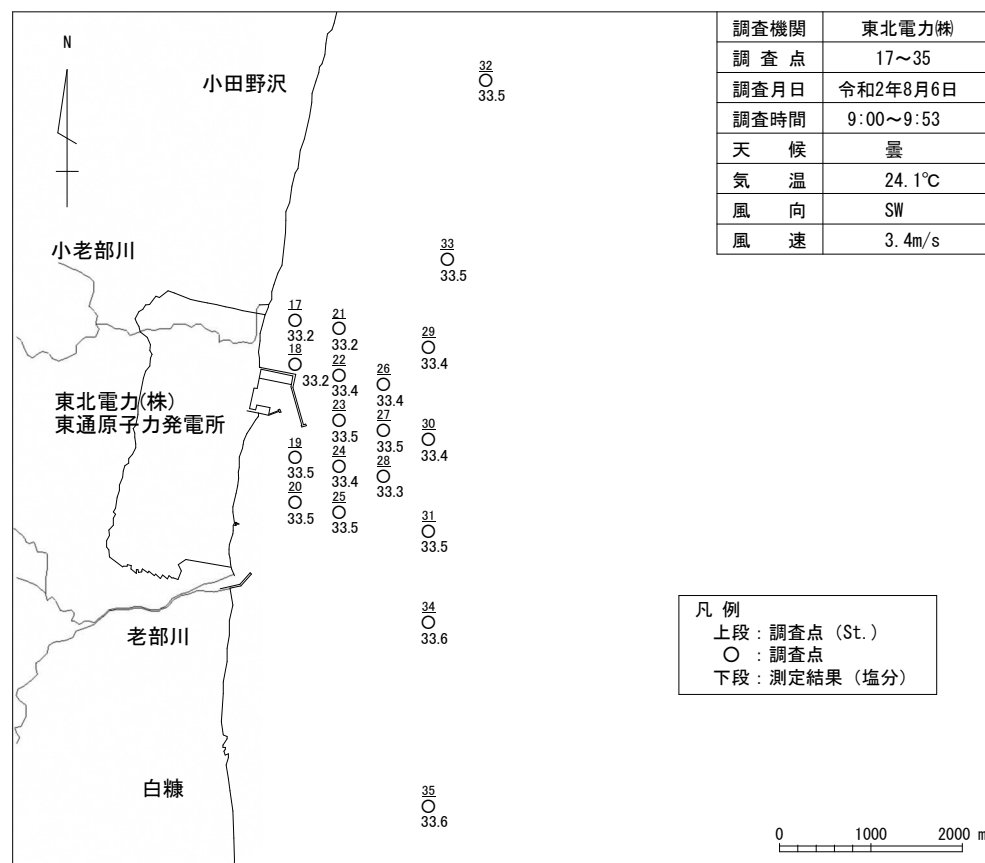 調査機関 東北電力㈱
調査点 17～35
調査月日 令和2年8月6日
調査時間 9:00～9:53
天候 曇
気温 24.1℃
風向 SW
風速 3.4m/s
N
小田野沢
32
33.5
小老部川
33
33.5
17
33.2
21
33.2
18
33.2
29
33.4
22
33.4
26
33.4
東北電力(株)
東通原子力発電所
23
33.5
27
33.5
30
33.4
19
33.5
24
33.4
28
33.3
20
33.5
25
33.5
31
33.5
凡例
上段：調査点（St.）
○：調査点
下段：測定結果（塩分）
34
33.6
老部川
白糠
35
33.6
0 1000 2000 m